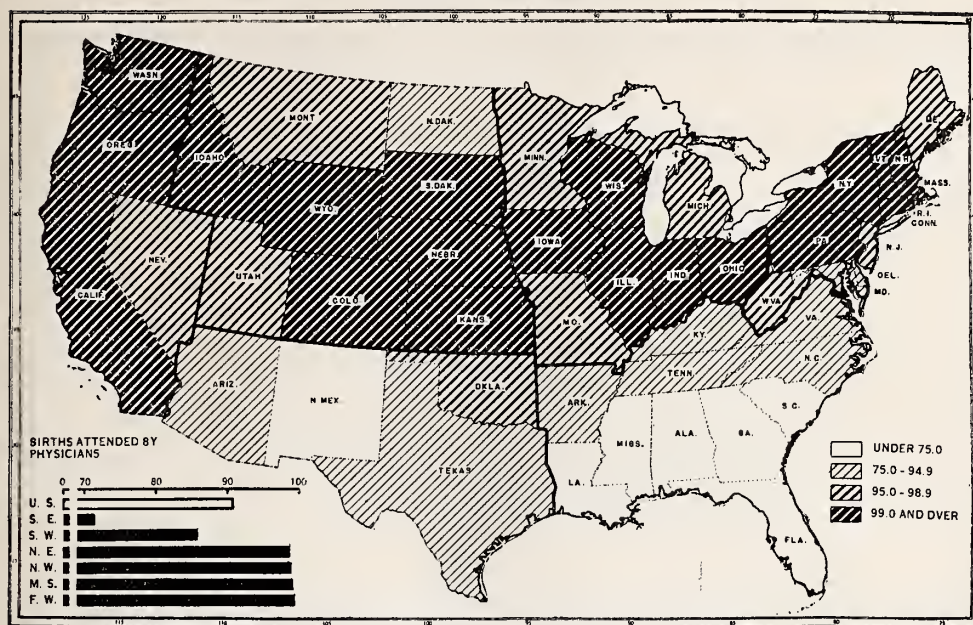 WASH.
MONT
N.DAK.
MINN.
ME.
OREG
IDAHO
S.DAK.
WIS.
VT.
N.H
WYO.
MICH
N.Y.
MASS.
R.I.
CONN.
NEV.
UTAH
NEBR.
IOWA
ILL.
IND.
OHIO
PA
N.J.
DEL.
MD.
CALIF.
COLO.
KANS.
MO.
W.VA.
VA.
KY.
ARIZ.
N.MEX.
OKLA.
ARK.
TENN.
N.C.
S.C.
TEXAS
LA.
MISS.
ALA.
GA.
FLA.
BIRTHS ATTENDED BY
PHYSICIANS
0 70 80 90 100
U. S.
S. E.
S. W.
N. E.
N. W.
M. S.
F. W.
UNDER 75.0
75.0 - 94.9
95.0 - 98.9
99.0 AND OVER